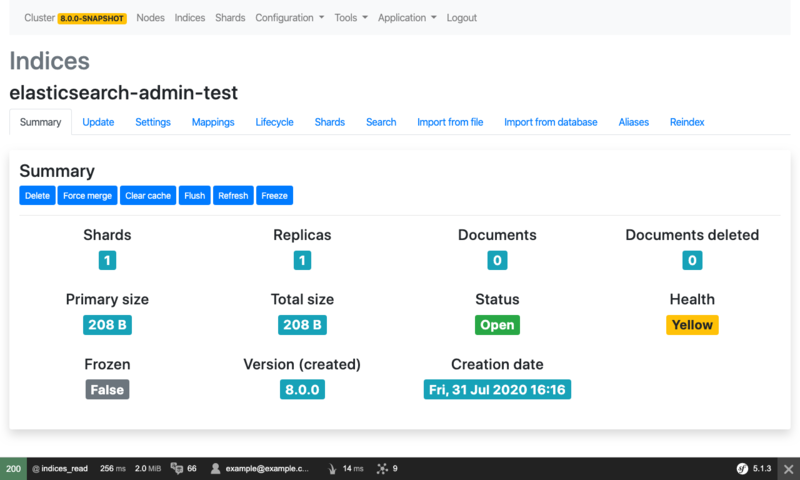 Cluster 8.0.0-SNAPSHOT Nodes Indices Shards Configuration Tools Application Logout
Indices
elasticsearch-admin-test
Summary Update Settings Mappings Lifecycle Shards Search Import from file Import from database Aliases Reindex
Summary
Delete Force merge Clear cache Flush Refresh Freeze
Shards Replicas Documents Documents deleted
1 1 0 0
Primary size Total size Status Health
208 B 208 B Open Yellow
Frozen Version (created) Creation date
False 8.0.0 Fri, 31 Jul 2020 16:16
200 @ indices_read 256 ms 2.0 MiB 66 example@example.c... 14 ms 9 sf 5.1.3